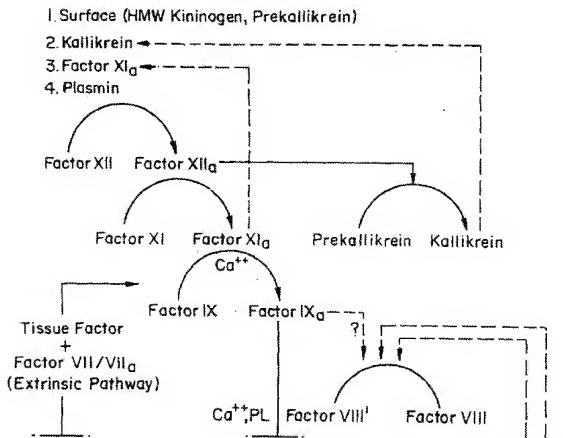 1. Surface (HMW Kininogen, Prekallikrein)
2. Kallikrein
3. Factor XIa
4. Plasmin
Factor XII Factor XIIa
Factor XI Factor XIa Prekallikrein Kallikrein
Ca++
Factor IX Factor IXa
?
Tissue Factor
+
Factor VII/VIIa
(Extrinsic Pathway)
Ca++,PL Factor VIII' Factor VIII